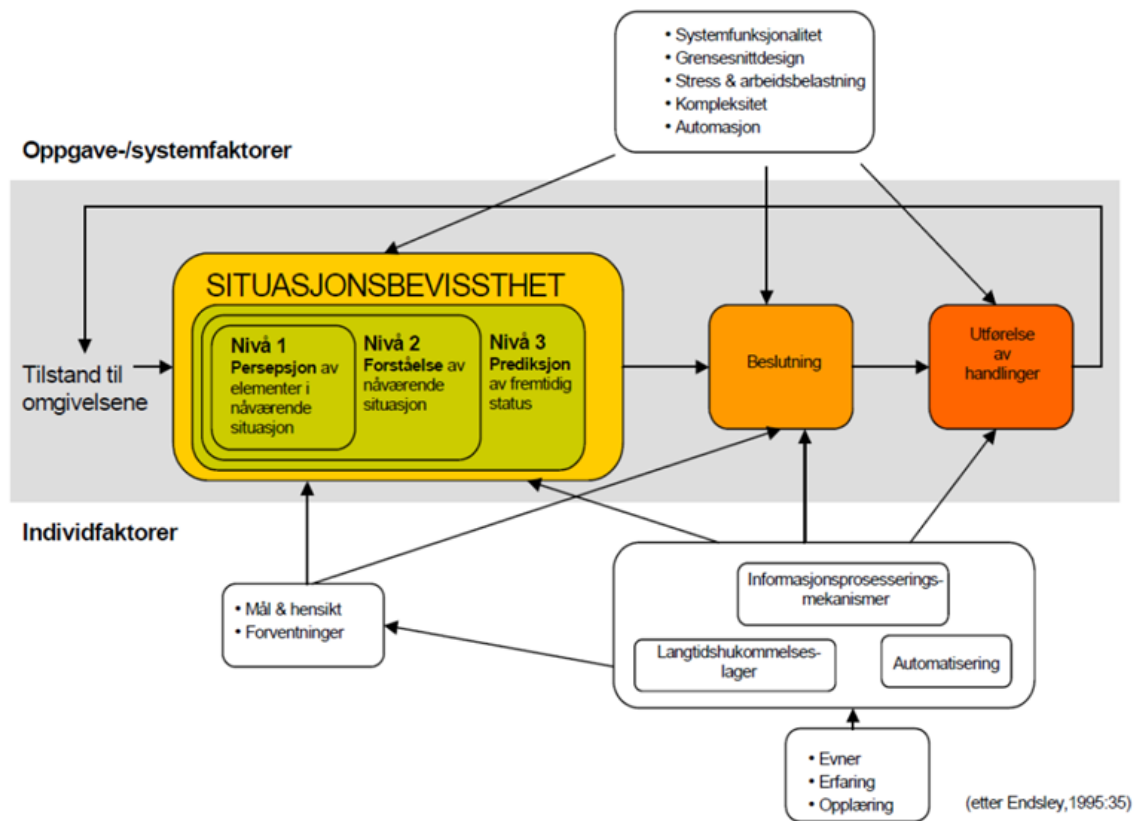 • Systemfunksjonalitet
• Grensesnittdesign
• Stress & arbeidsbelastning
• Kompleksitet
• Automasjon
Oppgave-/systemfaktorer
SITUASJONSBEVISSTHET
Nivå 1
Persepsjon av
elementer i
nåværende
situasjon
Nivå 2
Forståelse av
nåværende
situasjon
Nivå 3
Prediksjon
av fremtidig
status
Tilstand til
omgivelsene
Beslutning
Utførelse
av
handlinger
Individfaktorer
• Mål & hensikt
• Forventninger
Informasjonsprosesserings-
mekanismer
Langtidshukommelses-
lager
Automatisering
• Evner
• Erfaring
• Opplæring
(etter Endsley,1995:35)